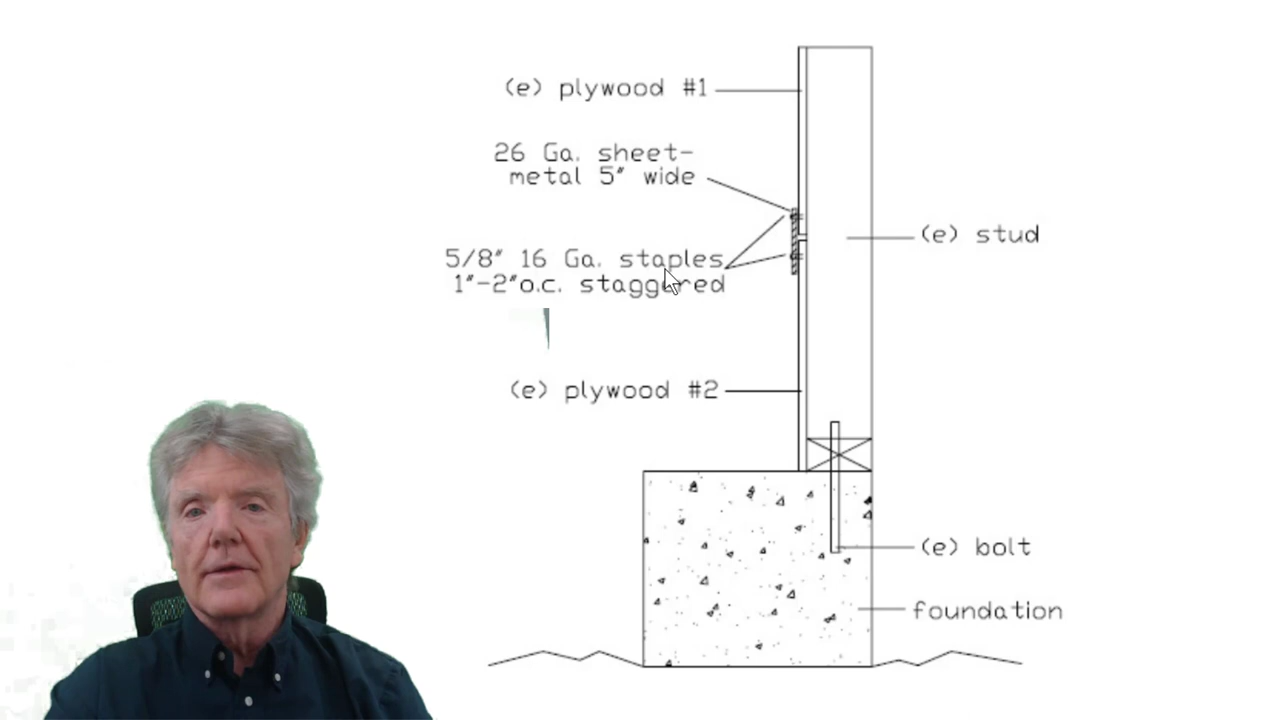 (e) plywood #1
26 Ga. sheet-
metal 5" wide
(e) stud
5/8" 16 Ga. staples
1"-2"o.c. staggered
(e) plywood #2
(e) bolt
foundation